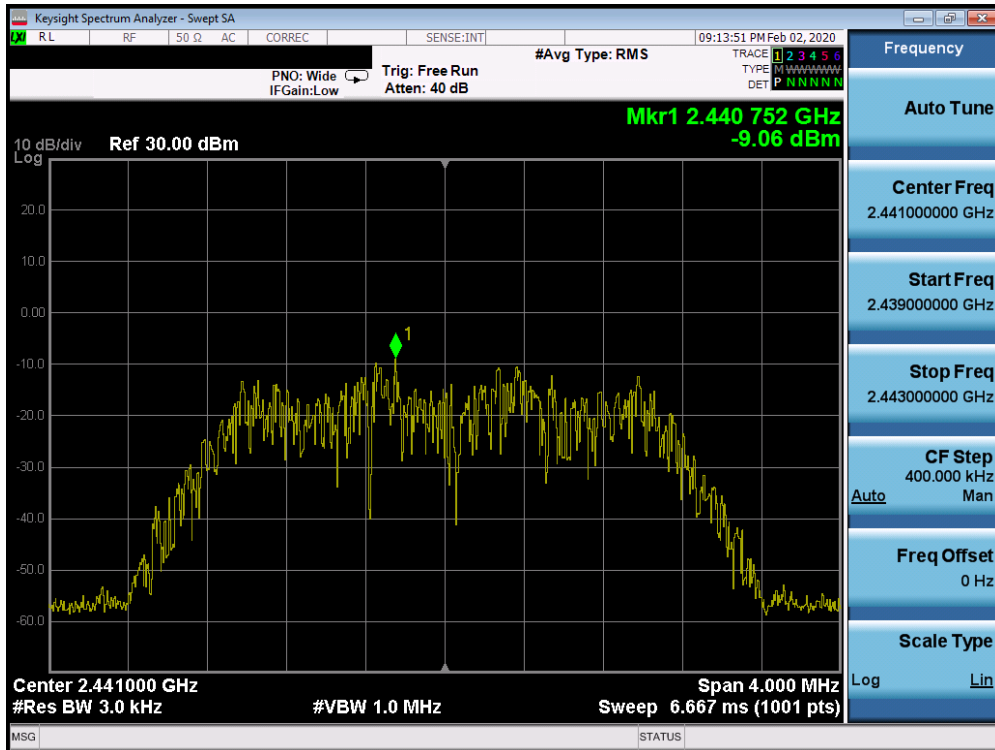 Keysight Spectrum Analyzer - Swept SA
LXI RL RF 50 Ω AC CORREC SENSE:INT 09:13:51 PM Feb 02, 2020
#Avg Type: RMS
TRACE 1 2 3 4 5 6
PNO: Wide Trig: Free Run
TYPE M W W W W W
IFGain:Low Atten: 40 dB
DET P N N N N N
Mkr1 2.440 752 GHz
-9.06 dBm
10 dB/div Ref 30.00 dBm
Log
20.0
10.0
0.00
-10.0
-20.0
-30.0
-40.0
-50.0
-60.0
1
Center 2.441000 GHz Span 4.000 MHz
#Res BW 3.0 kHz #VBW 1.0 MHz Sweep 6.667 ms (1001 pts)
MSG STATUS
Frequency
Auto Tune
Center Freq
2.441000000 GHz
Start Freq
2.439000000 GHz
Stop Freq
2.443000000 GHz
CF Step
400.000 kHz
Auto Man
Freq Offset
0 Hz
Scale Type
Log Lin